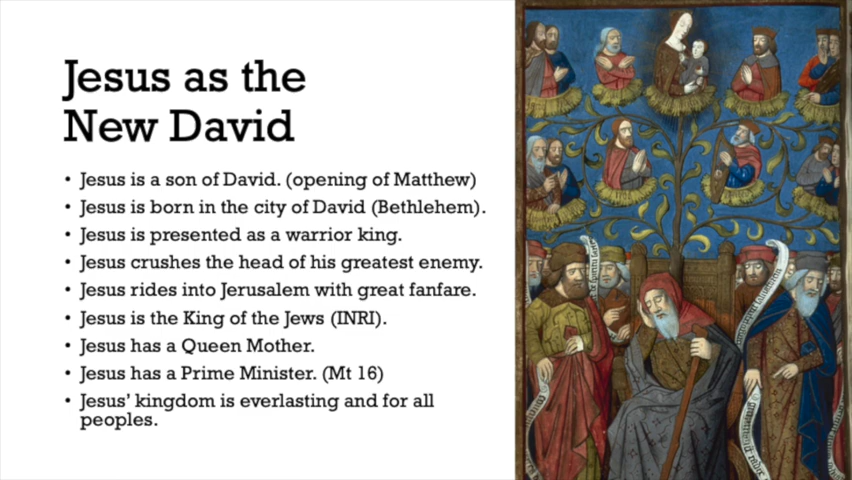 Jesus as the
New David
• Jesus is a son of David. (opening of Matthew)
• Jesus is born in the city of David (Bethlehem).
• Jesus is presented as a warrior king.
• Jesus crushes the head of his greatest enemy.
• Jesus rides into Jerusalem with great fanfare.
• Jesus is the King of the Jews (INRI).
• Jesus has a Queen Mother.
• Jesus has a Prime Minister. (Mt 16)
• Jesus’ kingdom is everlasting and for all
peoples.